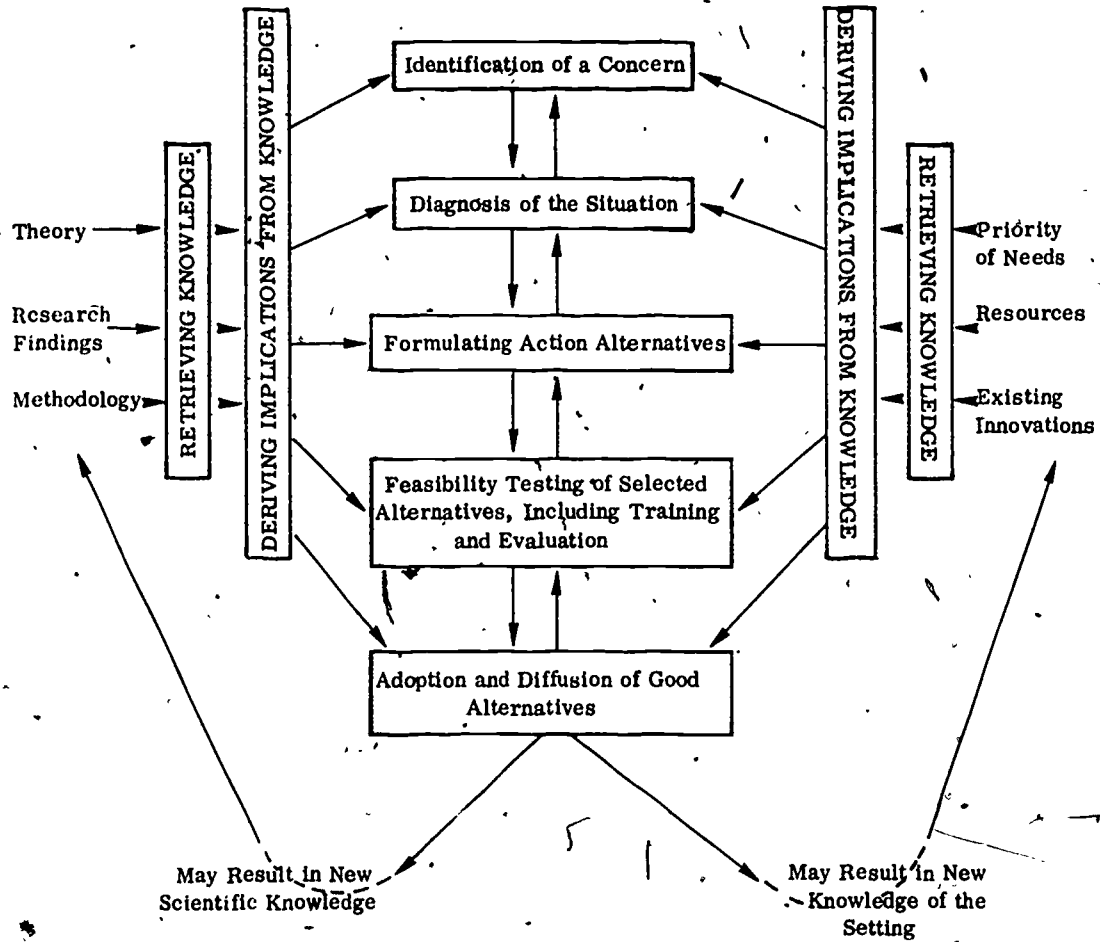 DERIVING IMPLICATIONS FROM KNOWLEDGE
RETRIEVING KNOWLEDGE
Theory
Research
Findings
Methodology
Identification of a Concern
Diagnosis of the Situation
Formulating Action Alternatives
Feasibility Testing of Selected
Alternatives, Including Training
and Evaluation
Adoption and Diffusion of Good
Alternatives
DERIVING IMPLICATIONS FROM KNOWLEDGE
RETRIEVING KNOWLEDGE
Priority
of Needs
Resources
Existing
Innovations
May Result in New
Scientific Knowledge
May Result in New
Knowledge of the
Setting